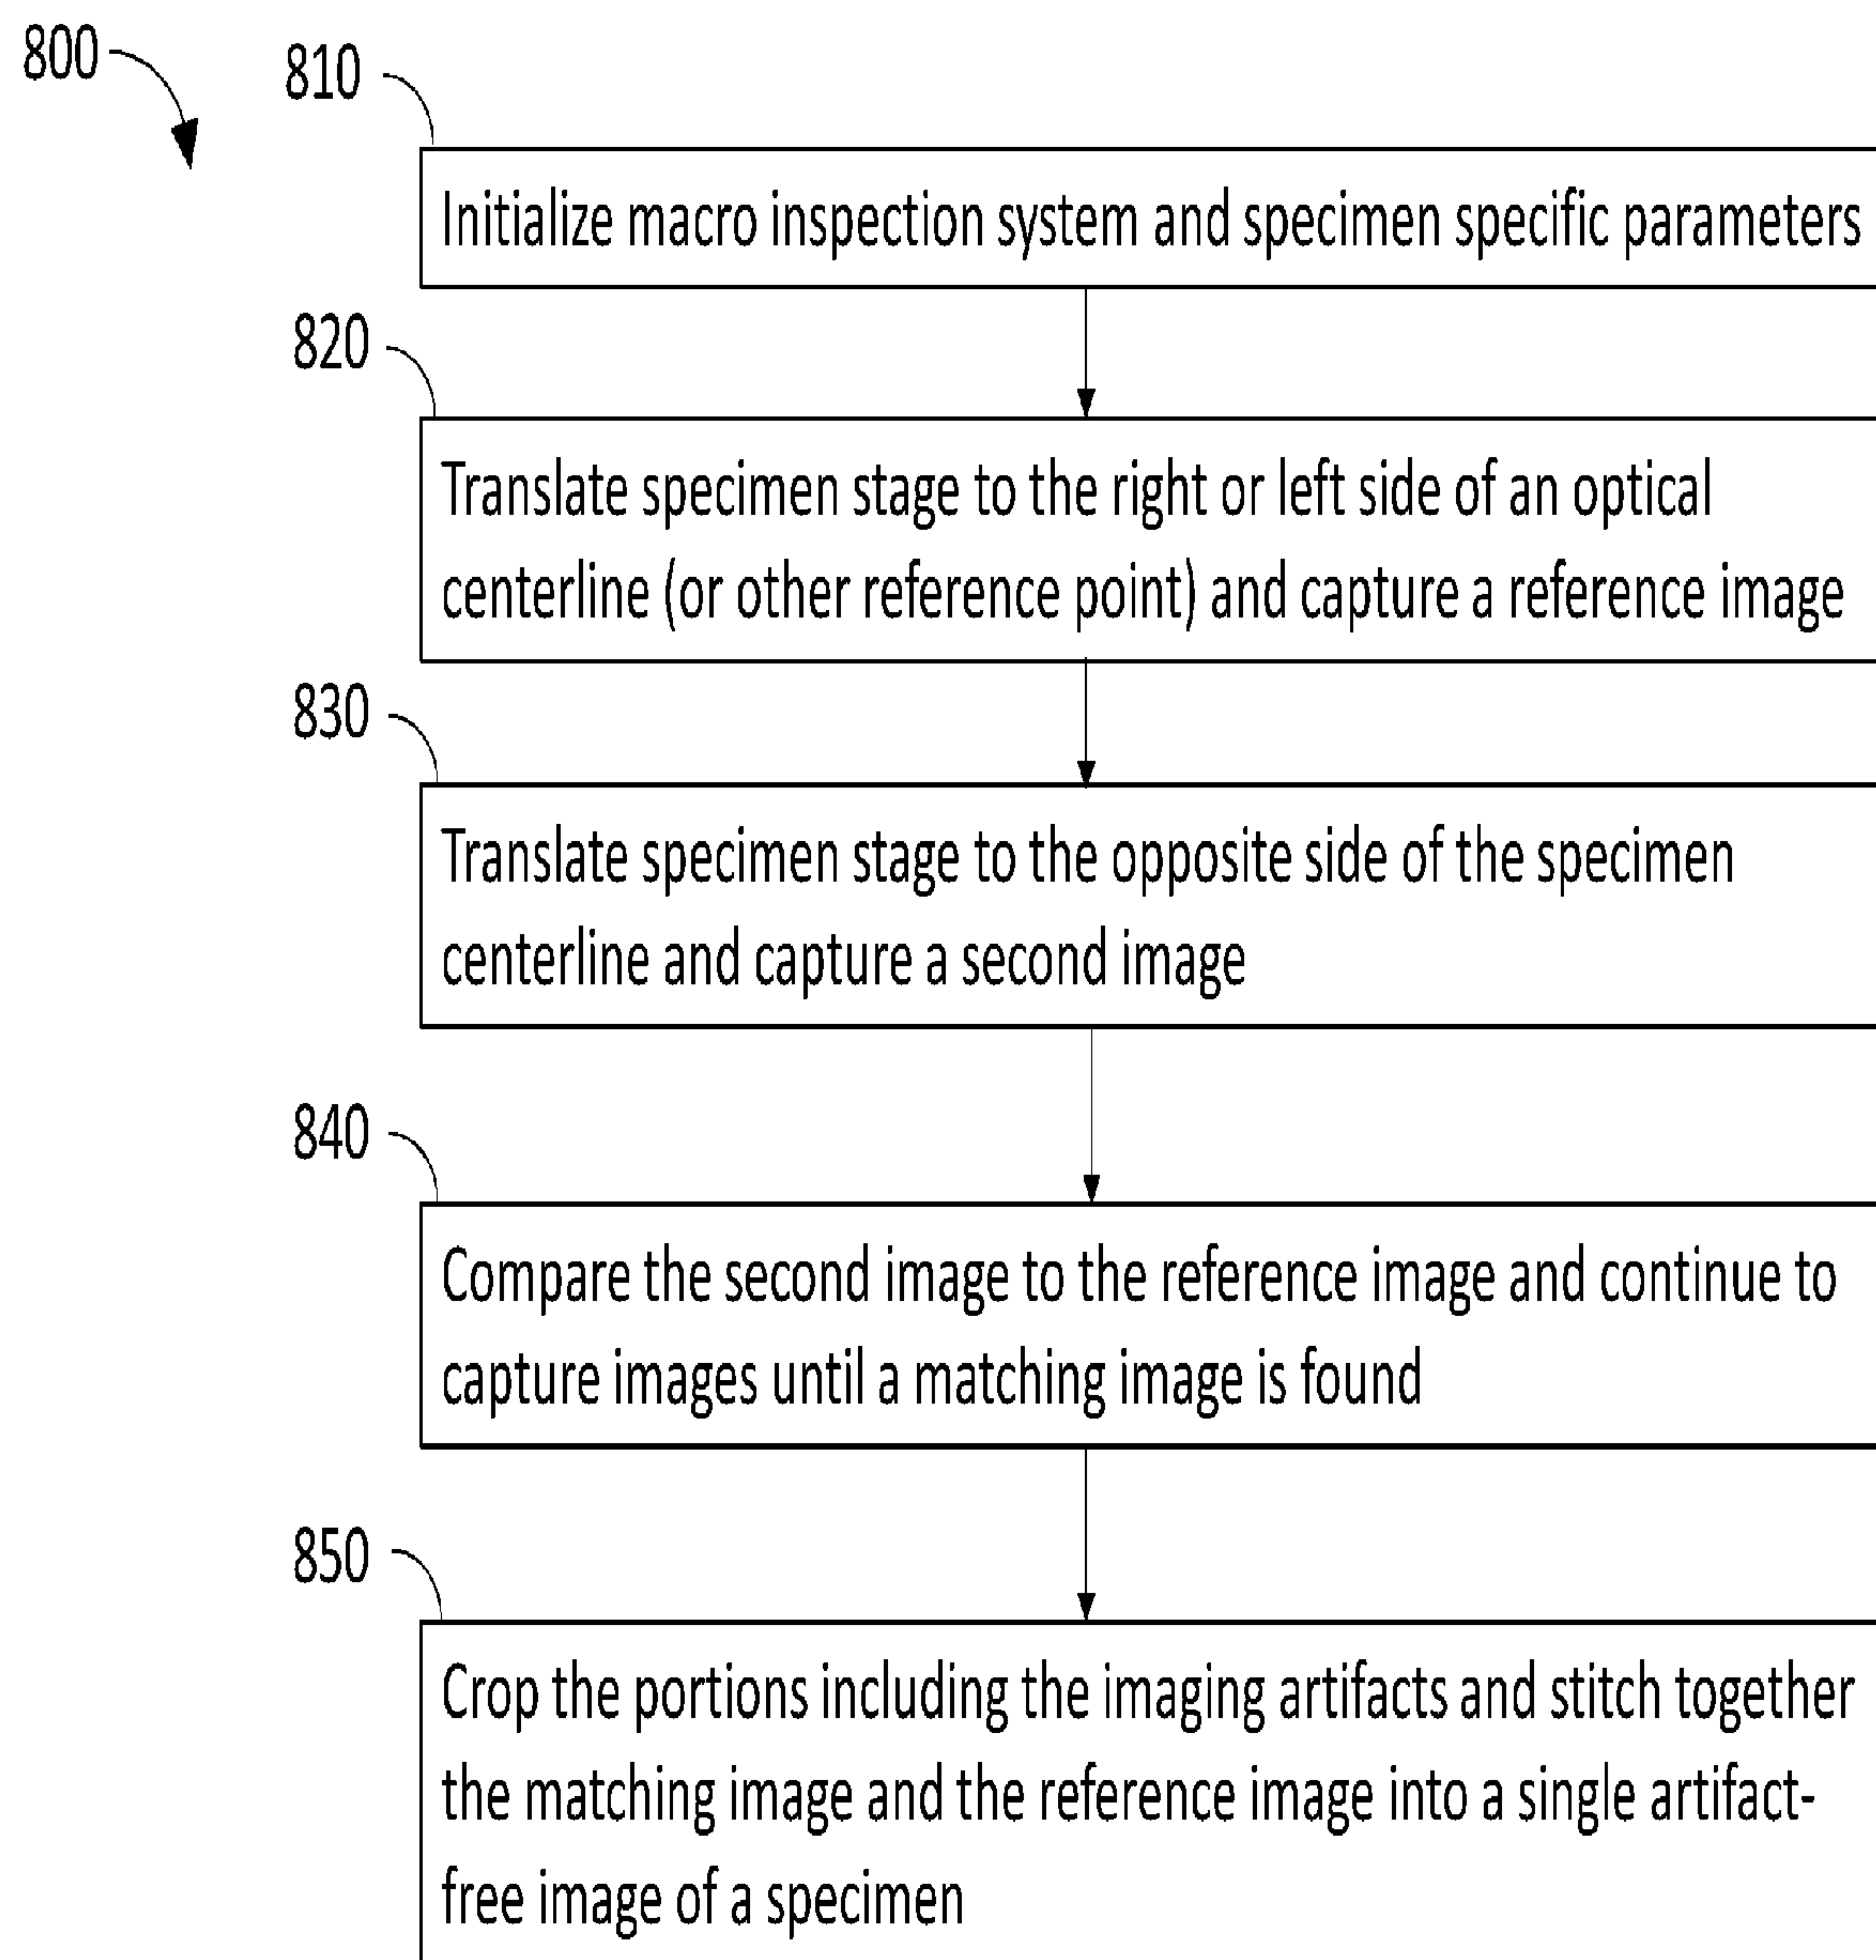 800
810
Initialize macro inspection system and specimen specific parameters
820
Translate specimen stage to the right or left side of an optical
centerline (or other reference point) and capture a reference image
830
Translate specimen stage to the opposite side of the specimen
centerline and capture a second image
840
Compare the second image to the reference image and continue to
capture images until a matching image is found
850
Crop the portions including the imaging artifacts and stitch together
the matching image and the reference image into a single artifact-
free image of a specimen